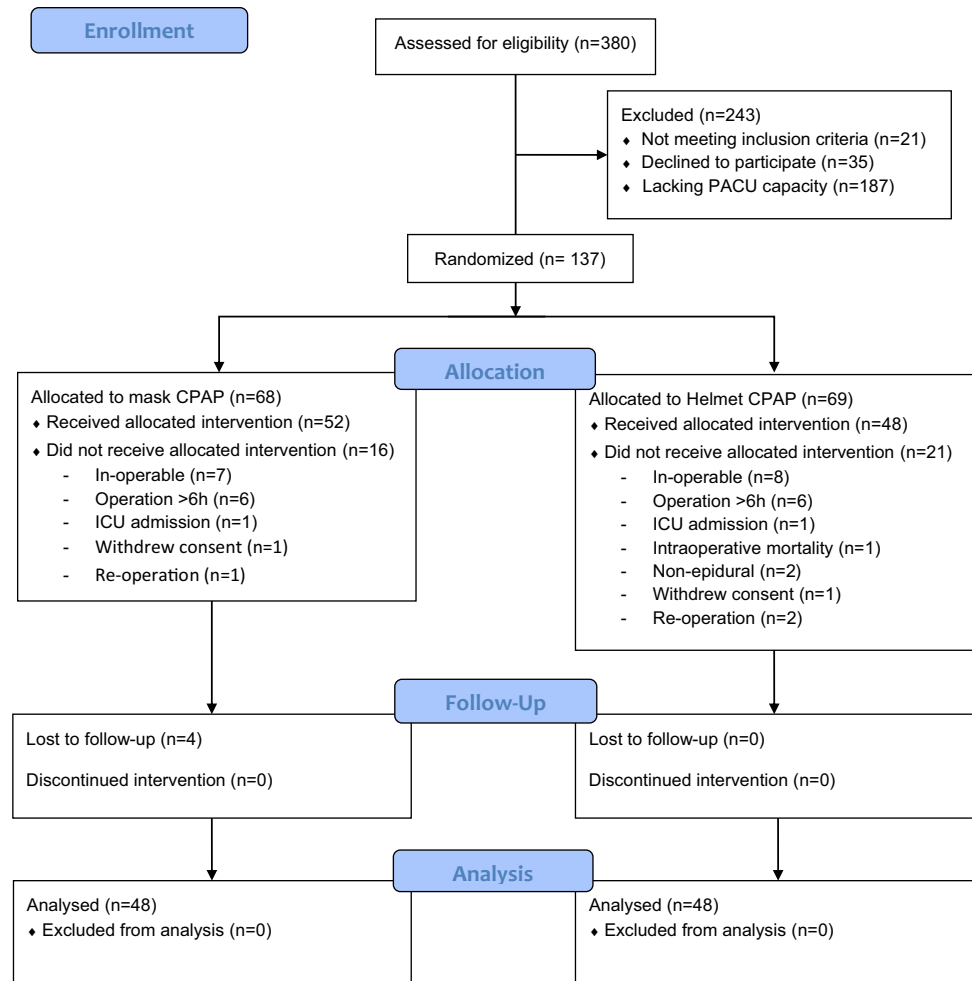 Enrollment
Assessed for eligibility (n=380)
Excluded (n=243)
♦ Not meeting inclusion criteria (n=21)
♦ Declined to participate (n=35)
♦ Lacking PACU capacity (n=187)
Randomized (n= 137)
Allocation
Allocated to mask CPAP (n=68)
♦ Received allocated intervention (n=52)
♦ Did not receive allocated intervention (n=16)
- In-operable (n=7)
- Operation >6h (n=6)
- ICU admission (n=1)
- Withdrew consent (n=1)
- Re-operation (n=1)
Allocated to Helmet CPAP (n=69)
♦ Received allocated intervention (n=48)
♦ Did not receive allocated intervention (n=21)
- In-operable (n=8)
- Operation >6h (n=6)
- ICU admission (n=1)
- Intraoperative mortality (n=1)
- Non-epidural (n=2)
- Withdrew consent (n=1)
- Re-operation (n=2)
Follow-Up
Lost to follow-up (n=4)
Discontinued intervention (n=0)
Lost to follow-up (n=0)
Discontinued intervention (n=0)
Analysis
Analysed (n=48)
♦ Excluded from analysis (n=0)
Analysed (n=48)
♦ Excluded from analysis (n=0)